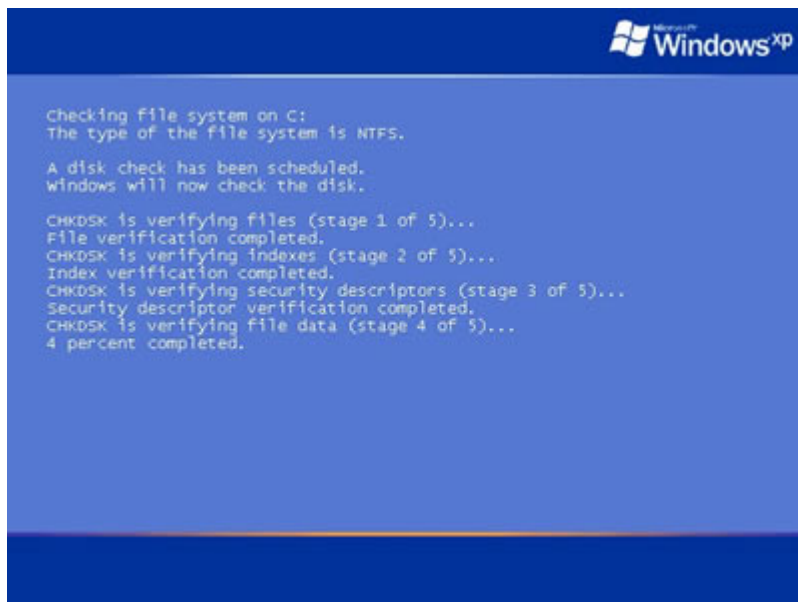 Microsoft
Windows xp
Checking file system on C:
The type of the file system is NTFS.
A disk check has been scheduled.
Windows will now check the disk.
CHKDSK is verifying files (stage 1 of 5)...
File verification completed.
CHKDSK is verifying indexes (stage 2 of 5)...
Index verification completed.
CHKDSK is verifying security descriptors (stage 3 of 5)...
Security descriptor verification completed.
CHKDSK is verifying file data (stage 4 of 5)...
4 percent completed.